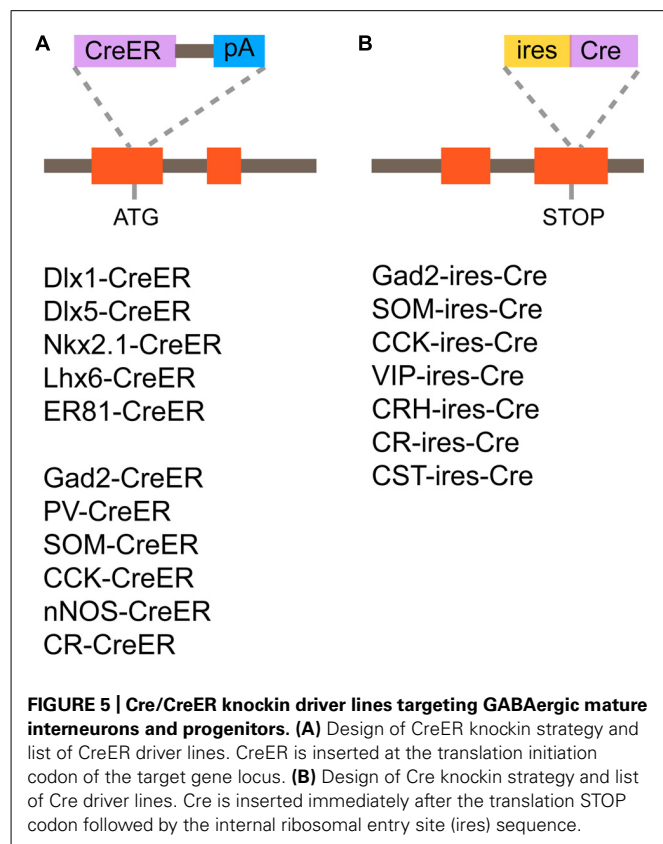 A
CreER
pA
ATG
Dlx1-CreER
Dlx5-CreER
Nkx2.1-CreER
Lhx6-CreER
ER81-CreER
Gad2-CreER
PV-CreER
SOM-CreER
CCK-CreER
nNOS-CreER
CR-CreER
B
ires
Cre
STOP
Gad2-ires-Cre
SOM-ires-Cre
CCK-ires-Cre
VIP-ires-Cre
CRH-ires-Cre
CR-ires-Cre
CST-ires-Cre
FIGURE 5 | Cre/CreER knockin driver lines targeting GABAergic mature
interneurons and progenitors. (A) Design of CreER knockin strategy and
list of CreER driver lines. CreER is inserted at the translation initiation
codon of the target gene locus. (B) Design of Cre knockin strategy and list
of Cre driver lines. Cre is inserted immediately after the translation STOP
codon followed by the internal ribosomal entry site (ires) sequence.